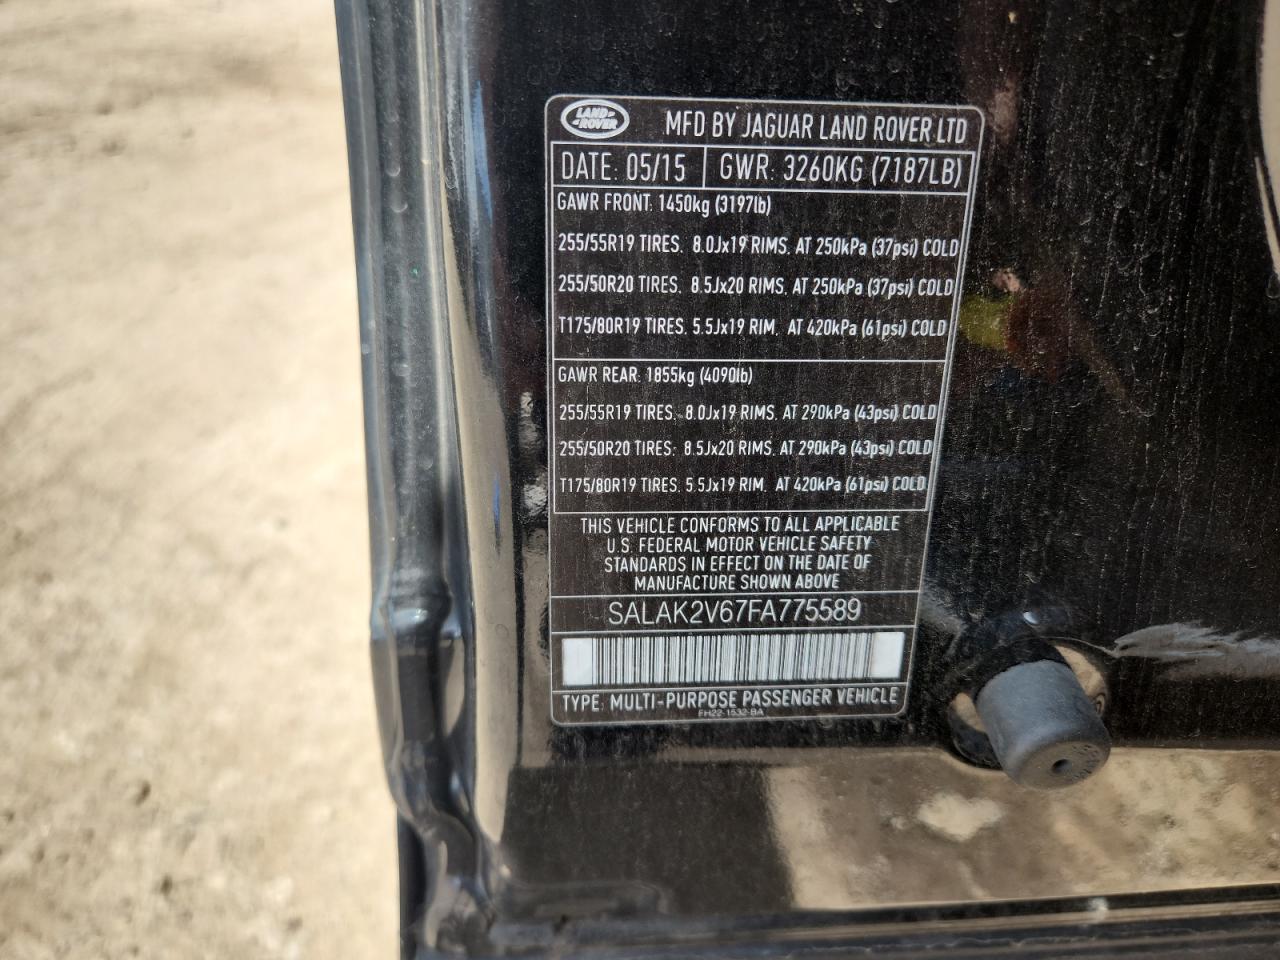 LAND ROVER
MFD BY JAGUAR LAND ROVER LTD
DATE: 05/15 GWR: 3260KG (7187LB)
GAWR FRONT: 1450kg (3197lb)
255/55R19 TIRES. 8.0Jx19 RIMS. AT 250kPa (37psi) COLD
255/50R20 TIRES. 8.5Jx20 RIMS. AT 250kPa (37psi) COLD
T175/80R19 TIRES. 5.5Jx19 RIM. AT 420kPa (61psi) COLD
GAWR REAR: 1855kg (4090lb)
255/55R19 TIRES. 8.0Jx19 RIMS. AT 290kPa (43psi) COLD
255/50R20 TIRES. 8.5Jx20 RIMS. AT 290kPa (43psi) COLD
T175/80R19 TIRES. 5.5Jx19 RIM. AT 420kPa (61psi) COLD
THIS VEHICLE CONFORMS TO ALL APPLICABLE
U.S. FEDERAL MOTOR VEHICLE SAFETY
STANDARDS IN EFFECT ON THE DATE OF
MANUFACTURE SHOWN ABOVE
SALAK2V67FA775589
TYPE: MULTI-PURPOSE PASSENGER VEHICLE
FH22-1532-BA